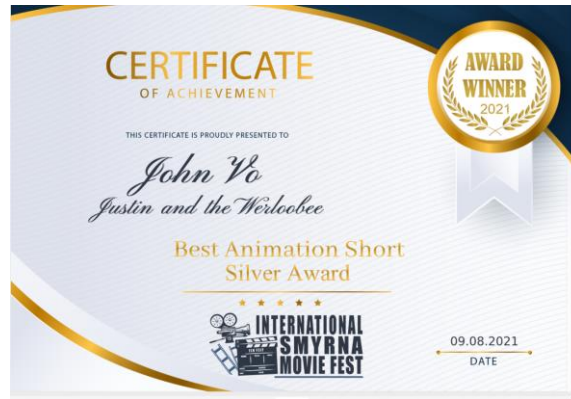 CERTIFICATE
OF ACHIEVEMENT
AWARD
WINNER
2021
THIS CERTIFICATE IS PROUDLY PRESENTED TO
John Vo
Justin and the Werloobee
Best Animation Short
Silver Award
INTERNATIONAL
SMYRNA
MOVIE FEST
09.08.2021
DATE